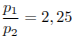 p₁/p₂ = 2,25